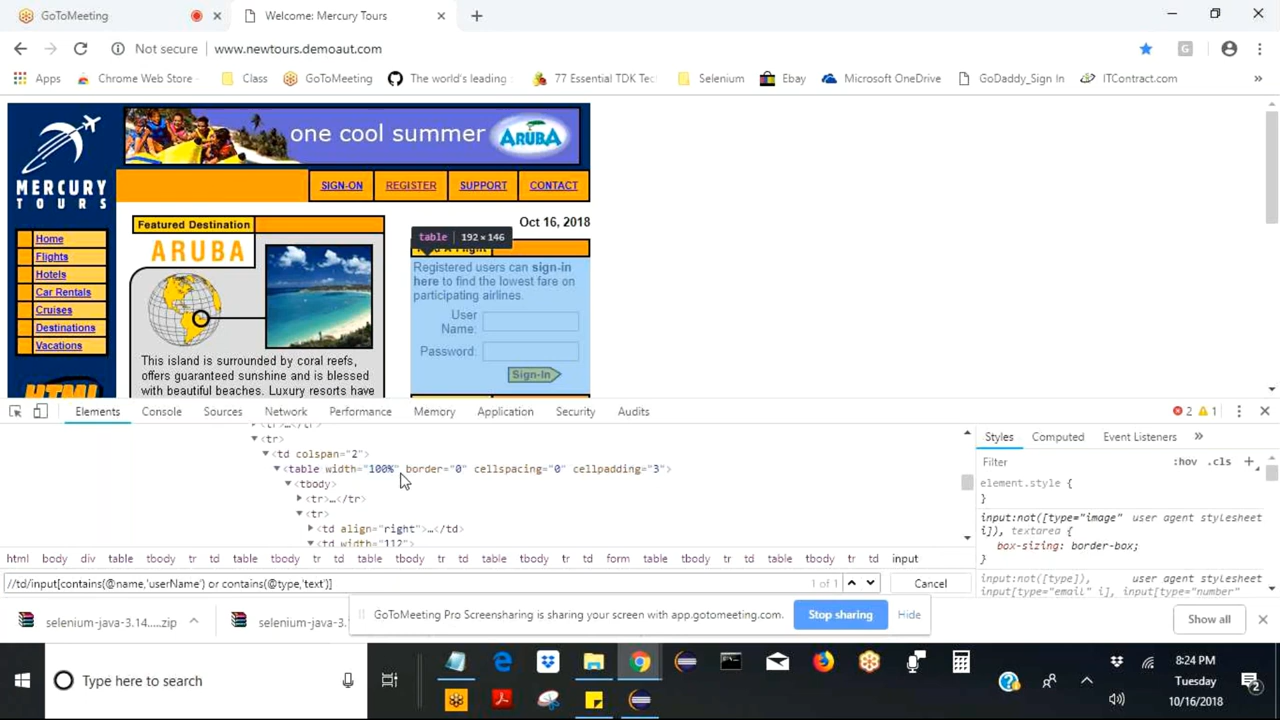 GoToMeeting
Welcome: Mercury Tours
Not secure
www.newtours.demoaut.com
Apps
Chrome Web Store
Class
GoToMeeting
The world's leading
77 Essential TDK Tec
Selenium
Ebay
Microsoft OneDrive
GoDaddy_Sign In
ITContract.com
»
one cool summer
ARUBA
MERCURY
TOURS
SIGN-ON
REGISTER
SUPPORT
CONTACT
Oct 16, 2018
Home
Flights
Hotels
Car Rentals
Cruises
Destinations
Vacations
HTML
Featured Destination
ARUBA
This island is surrounded by coral reefs,
offers guaranteed sunshine and is blessed
with beautiful beaches. Luxury resorts have
table 192 × 146
Registered users can sign-in
here to find the lowest fare on
participating airlines.
User
Name:
Password:
Sign-In
Elements
Console
Sources
Network
Performance
Memory
Application
Security
Audits
2
1
<tr>…</tr>
<tr>
<td colspan="2">
<table width="100%" border="0" cellspacing="0" cellpadding="3">
<tbody>
<tr>…</tr>
<tr>
<td align="right">…</td>
<td width="112">
html body div table tbody tr td table tbody tr td table tbody tr td table tbody tr td form table tbody tr td input
//td/input[contains(@name,'userName') or contains(@type,'text')]
1 of 1
Cancel
Styles
Computed
Event Listeners
»
Filter
:hov .cls +
element.style {
}
input:not([type="image" user agent stylesheet
i]), textarea {
box-sizing: border-box;
}
input:not([type]), user agent stylesheet
input[type="email" i], input[type="number"
selenium-java-3.14.....zip
selenium-java-3.
GoToMeeting Pro Screensharing is sharing your screen with app.gotomeeting.com.
Stop sharing
Hide
Show all
Type here to search
8:24 PM
Tuesday
10/16/2018
2